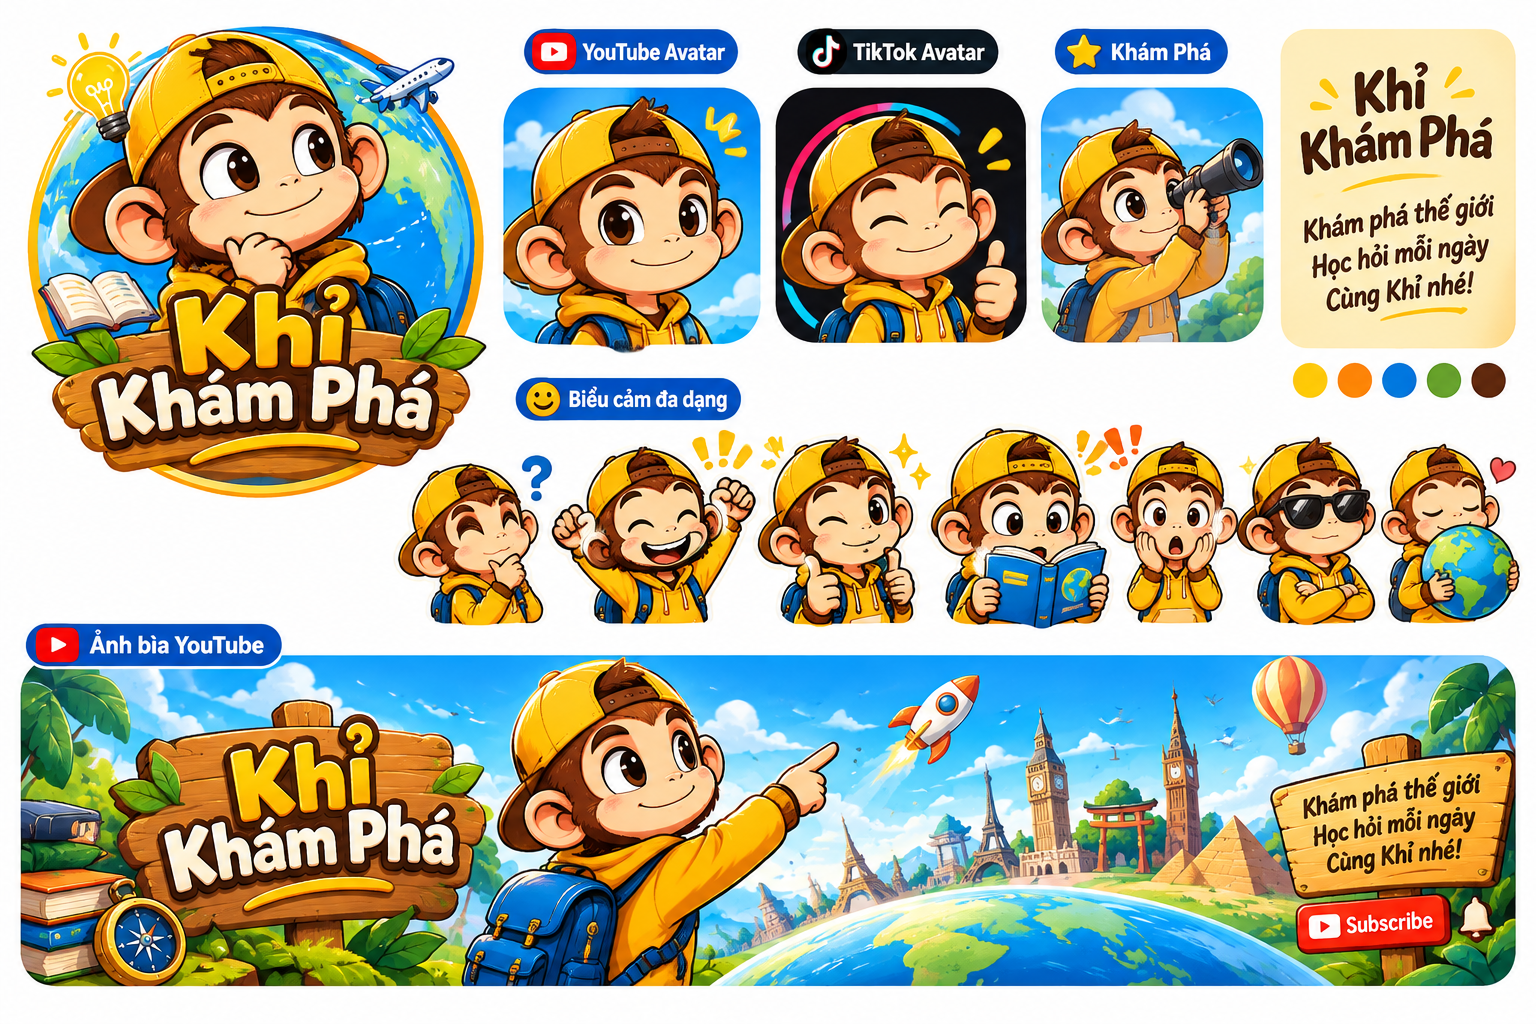 Khỉ
Khám Phá
YouTube Avatar
TikTok Avatar
Khám Phá
Khỉ
Khám Phá
Khám phá thế giới
Học hỏi mỗi ngày
Cùng Khỉ nhé!
Biểu cảm đa dạng
?
Ảnh bìa YouTube
Khỉ
Khám Phá
Khám phá thế giới
Học hỏi mỗi ngày
Cùng Khỉ nhé!
Subscribe